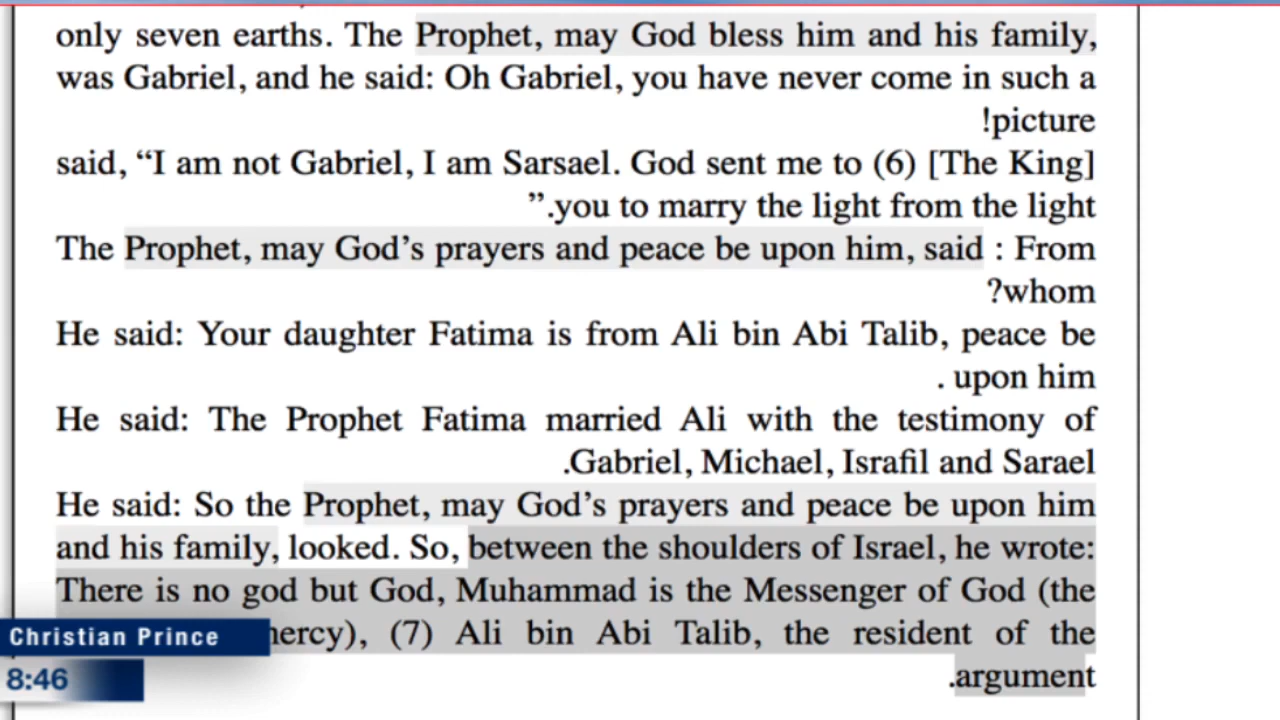 only seven earths. The Prophet, may God bless him and his family,
was Gabriel, and he said: Oh Gabriel, you have never come in such a
!picture
said, “I am not Gabriel, I am Sarsael. God sent me to (6) [The King]
”.you to marry the light from the light
The Prophet, may God’s prayers and peace be upon him, said : From
?whom
He said: Your daughter Fatima is from Ali bin Abi Talib, peace be
. upon him
He said: The Prophet Fatima married Ali with the testimony of
.Gabriel, Michael, Israfil and Sarael
He said: So the Prophet, may God’s prayers and peace be upon him
and his family, looked. So, between the shoulders of Israel, he wrote:
There is no god but God, Muhammad is the Messenger of God (the
), (7) Ali bin Abi Talib, the resident of the
.argument
Christian Prince
8:46